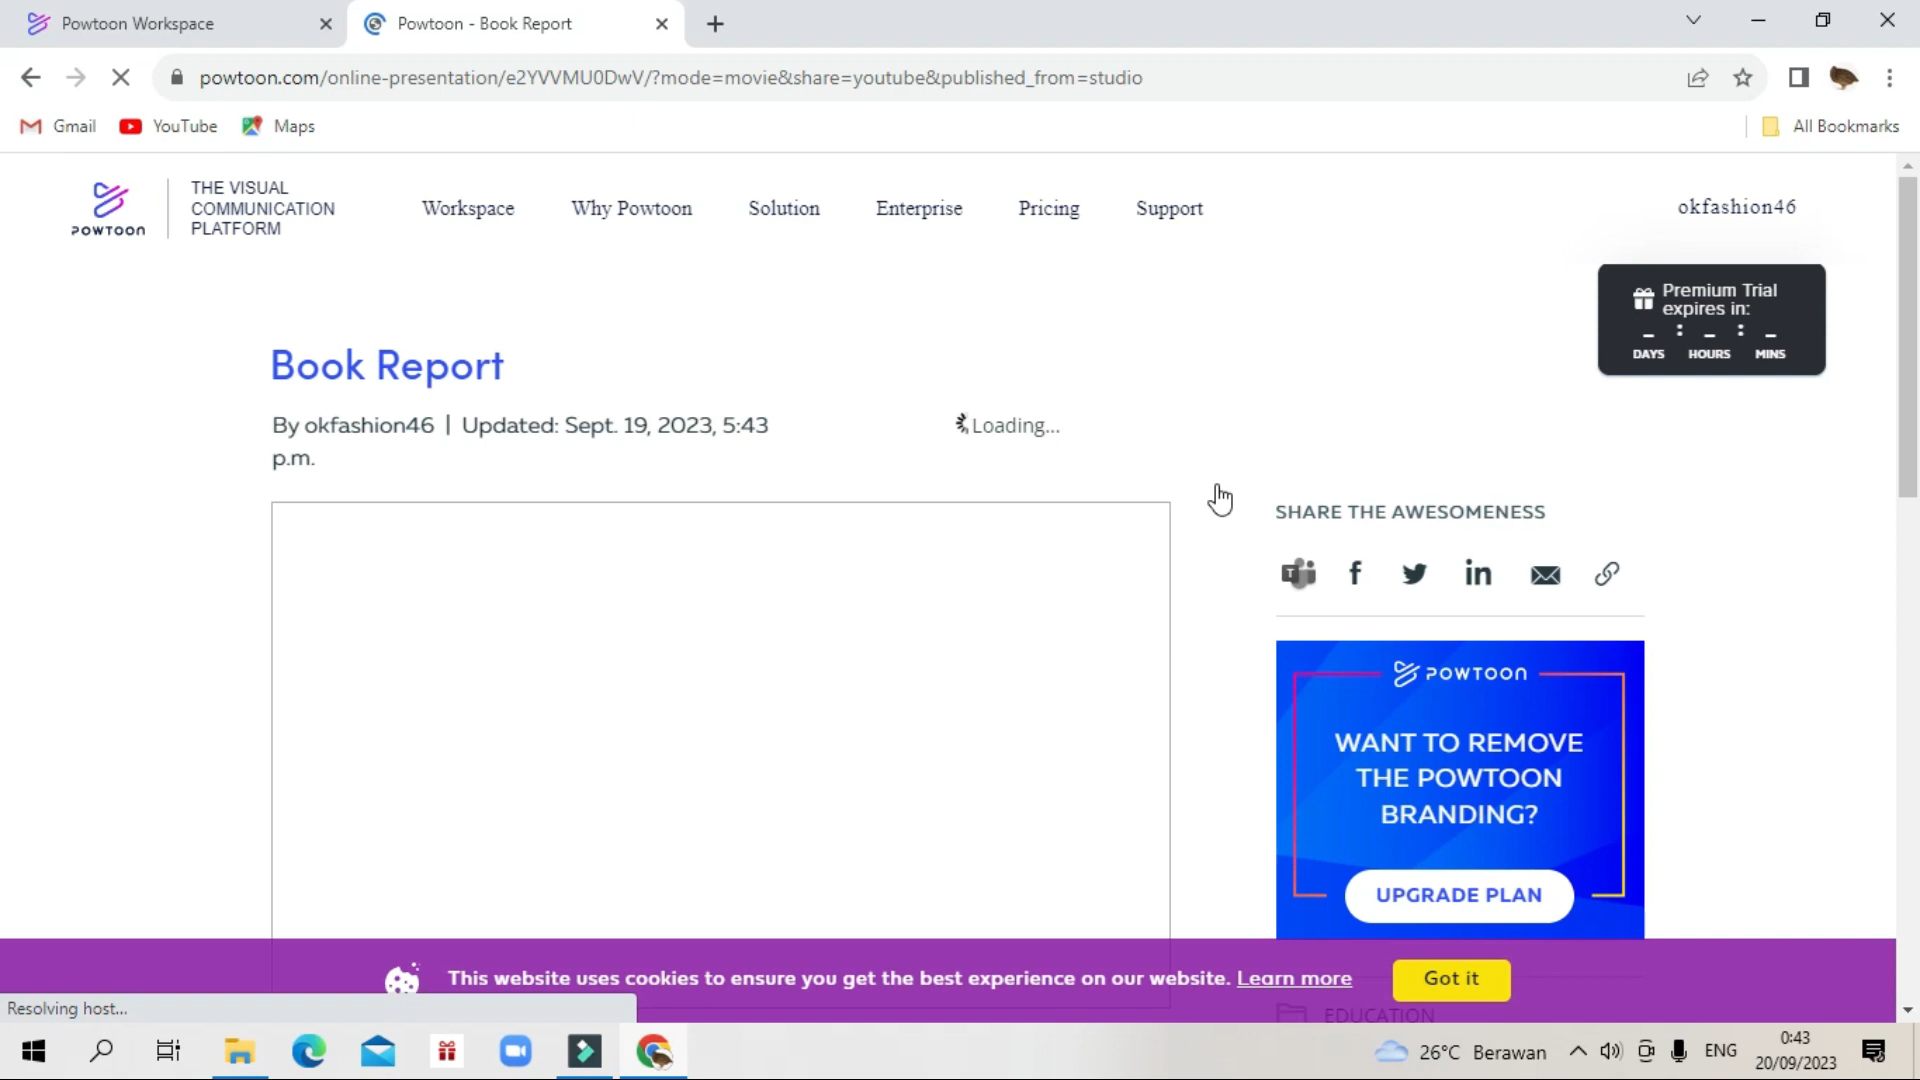 Powtoon Workspace
Powtoon - Book Report
powtoon.com/online-presentation/e2YVVMU0DwV/?mode=movie&share=youtube&published_from=studio
Gmail
YouTube
Maps
All Bookmarks
POWTOON
THE VISUAL
COMMUNICATION
PLATFORM
Workspace
Why Powtoon
Solution
Enterprise
Pricing
Support
okfashion46
Premium Trial
expires in:
- : - : -
DAYS HOURS MINS
Book Report
By okfashion46 | Updated: Sept. 19, 2023, 5:43
p.m.
Loading...
SHARE THE AWESOMENESS
POWTOON
WANT TO REMOVE
THE POWTOON
BRANDING?
UPGRADE PLAN
This website uses cookies to ensure you get the best experience on our website. Learn more
Got it
EDUCATION
Resolving host...
26°C Berawan
ENG
0:43
20/09/2023